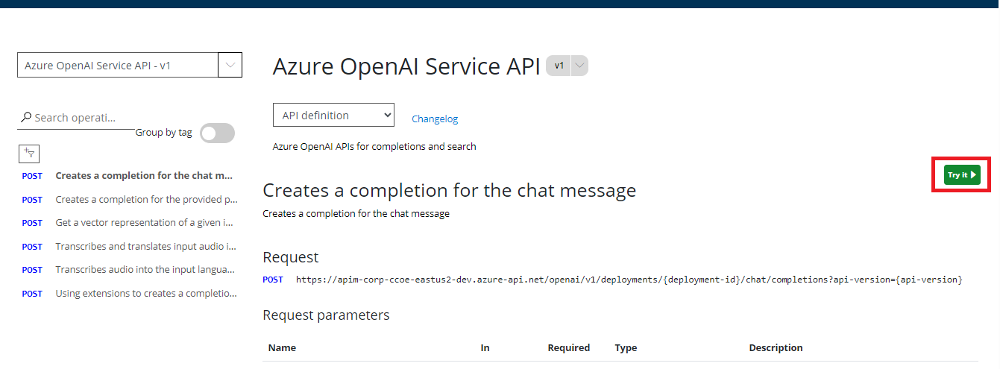 Azure OpenAI Service API - v1
Search operati...
Group by tag
POST Creates a completion for the chat m...
POST Creates a completion for the provided p...
POST Get a vector representation of a given i...
POST Transcribes and translates input audio i...
POST Transcribes audio into the input langua...
POST Using extensions to creates a completio...
Azure OpenAI Service API v1
API definition Changelog
Azure OpenAI APIs for completions and search
Try it
Creates a completion for the chat message
Creates a completion for the chat message
Request
POST https://apim-corp-ccoe-eastus2-dev.azure-api.net/openai/v1/deployments/{deployment-id}/chat/completions?api-version={api-version}
Request parameters
Name In Required Type Description